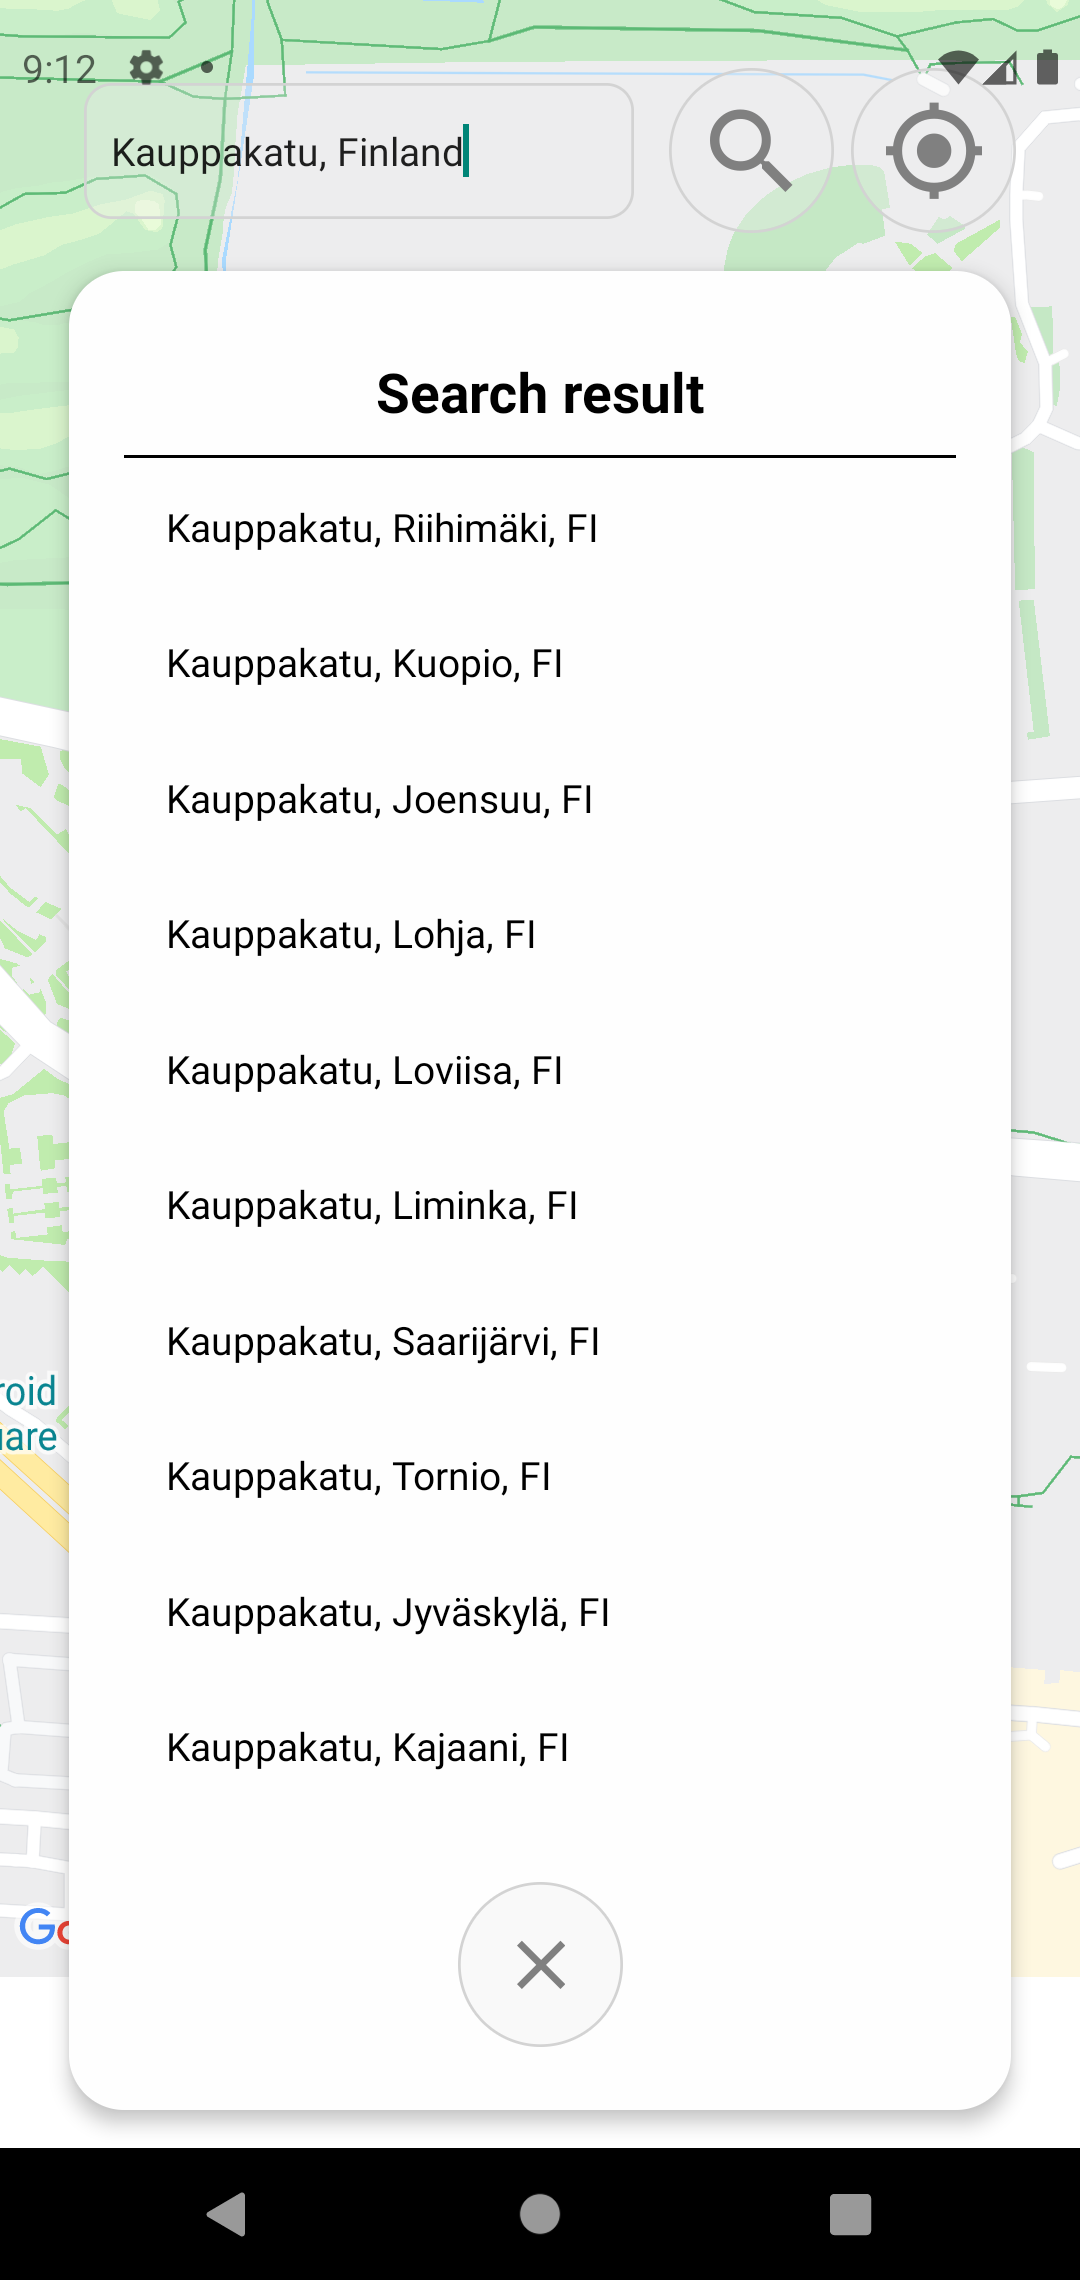 9:12
Kauppakatu, Finland
Search result
Kauppakatu, Riihimäki, FI
Kauppakatu, Kuopio, FI
Kauppakatu, Joensuu, FI
Kauppakatu, Lohja, FI
Kauppakatu, Loviisa, FI
Kauppakatu, Liminka, FI
Kauppakatu, Saarijärvi, FI
roid
are
Kauppakatu, Tornio, FI
Kauppakatu, Jyväskylä, FI
Kauppakatu, Kajaani, FI
Go